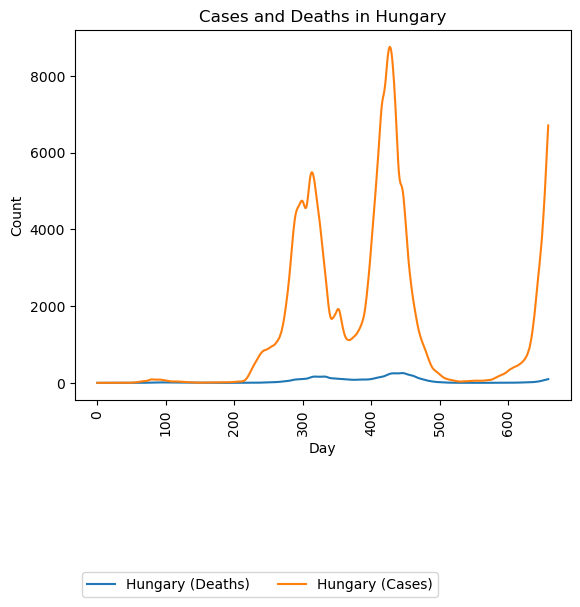 Cases and Deaths in Hungary
8000
6000
4000
2000
0
Count
0 100 200 300 400 500 600
Day
Hungary (Deaths) Hungary (Cases)